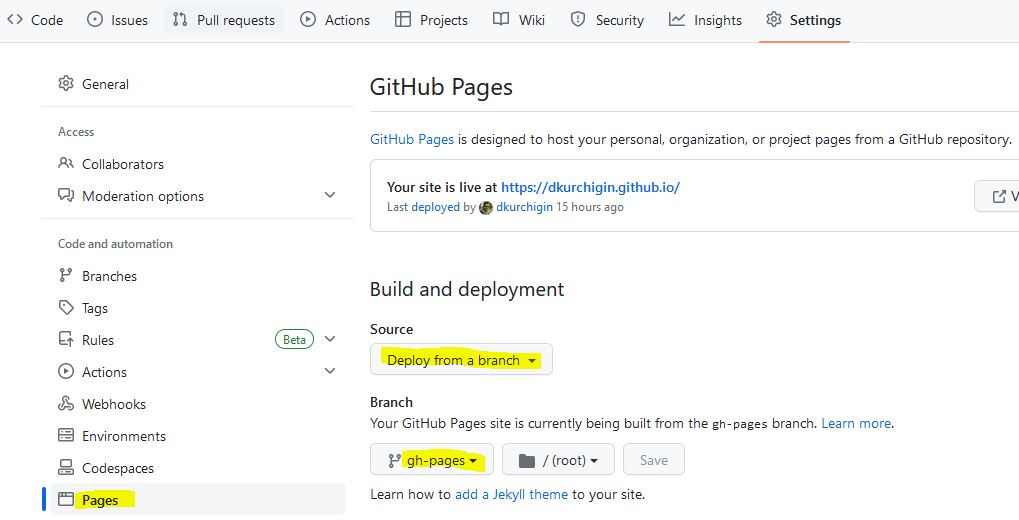 Code Issues Pull requests Actions Projects Wiki Security Insights Settings
General
Access
Collaborators
Moderation options
Code and automation
Branches
Tags
Rules Beta
Actions
Webhooks
Environments
Codespaces
Pages
GitHub Pages
GitHub Pages is designed to host your personal, organization, or project pages from a GitHub repository.
Your site is live at https://dkurchigin.github.io/
Last deployed by dkurchigin 15 hours ago
Build and deployment
Source
Deploy from a branch
Branch
Your GitHub Pages site is currently being built from the gh-pages branch. Learn more.
gh-pages / (root) Save
Learn how to add a Jekyll theme to your site.